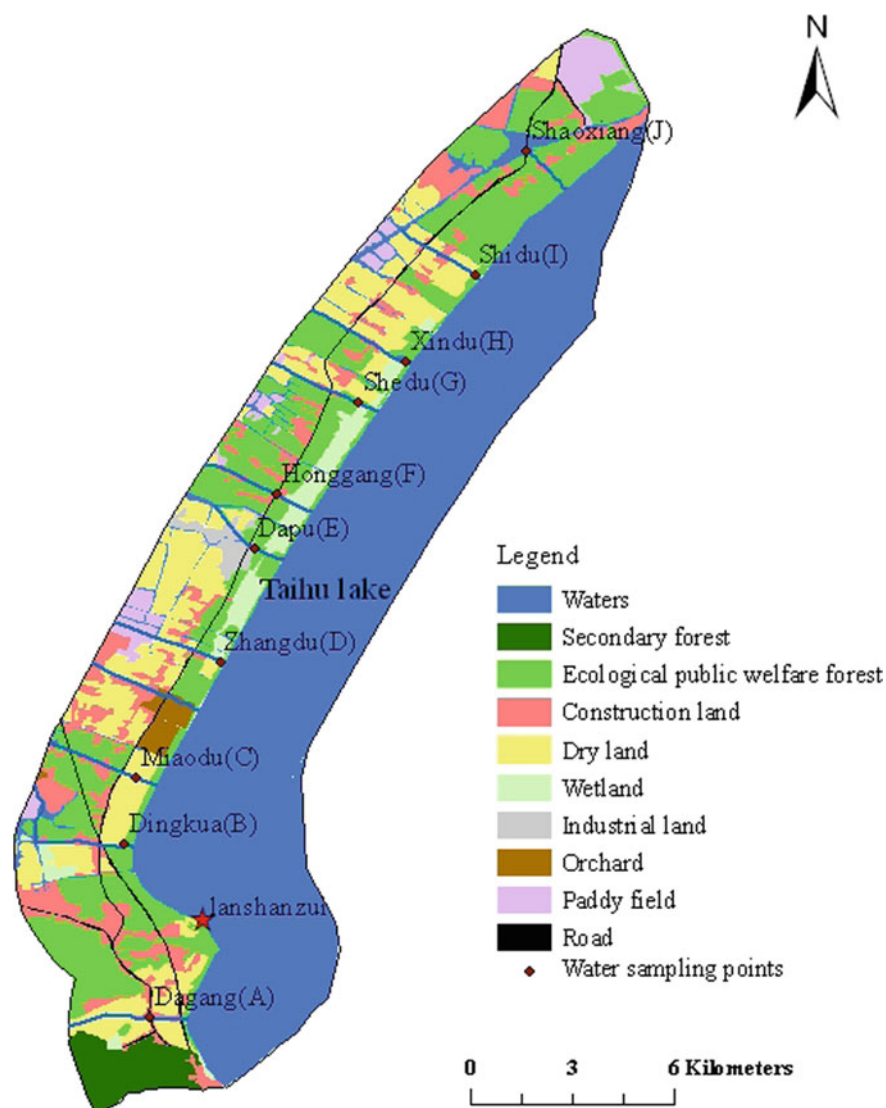 N
Shaoxiang(J)
Shidu(I)
Xindu(H)
Shedu(G)
Honggang(F)
Dapu(E)
Taihu lake
Zhangdu(D)
Miaodu(C)
Dingkua(B)
lanshanzui
Dagang(A)
Legend
Waters
Secondary forest
Ecological public welfare forest
Construction land
Dry land
Wetland
Industrial land
Orchard
Paddy field
Road
Water sampling points
0 3 6 Kilometers